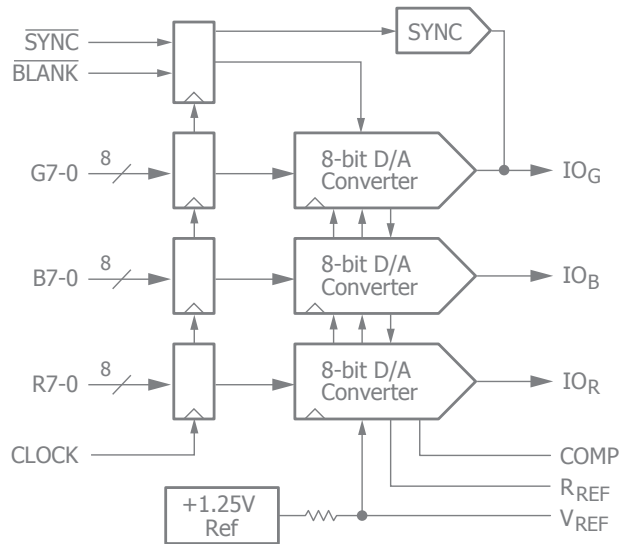 SYNC
SYNC
BLANK
G7-0
8
8-bit D/A
Converter
IOG
B7-0
8
8-bit D/A
Converter
IOB
R7-0
8
8-bit D/A
Converter
IOR
CLOCK
COMP
RREF
+1.25V
Ref
VREF